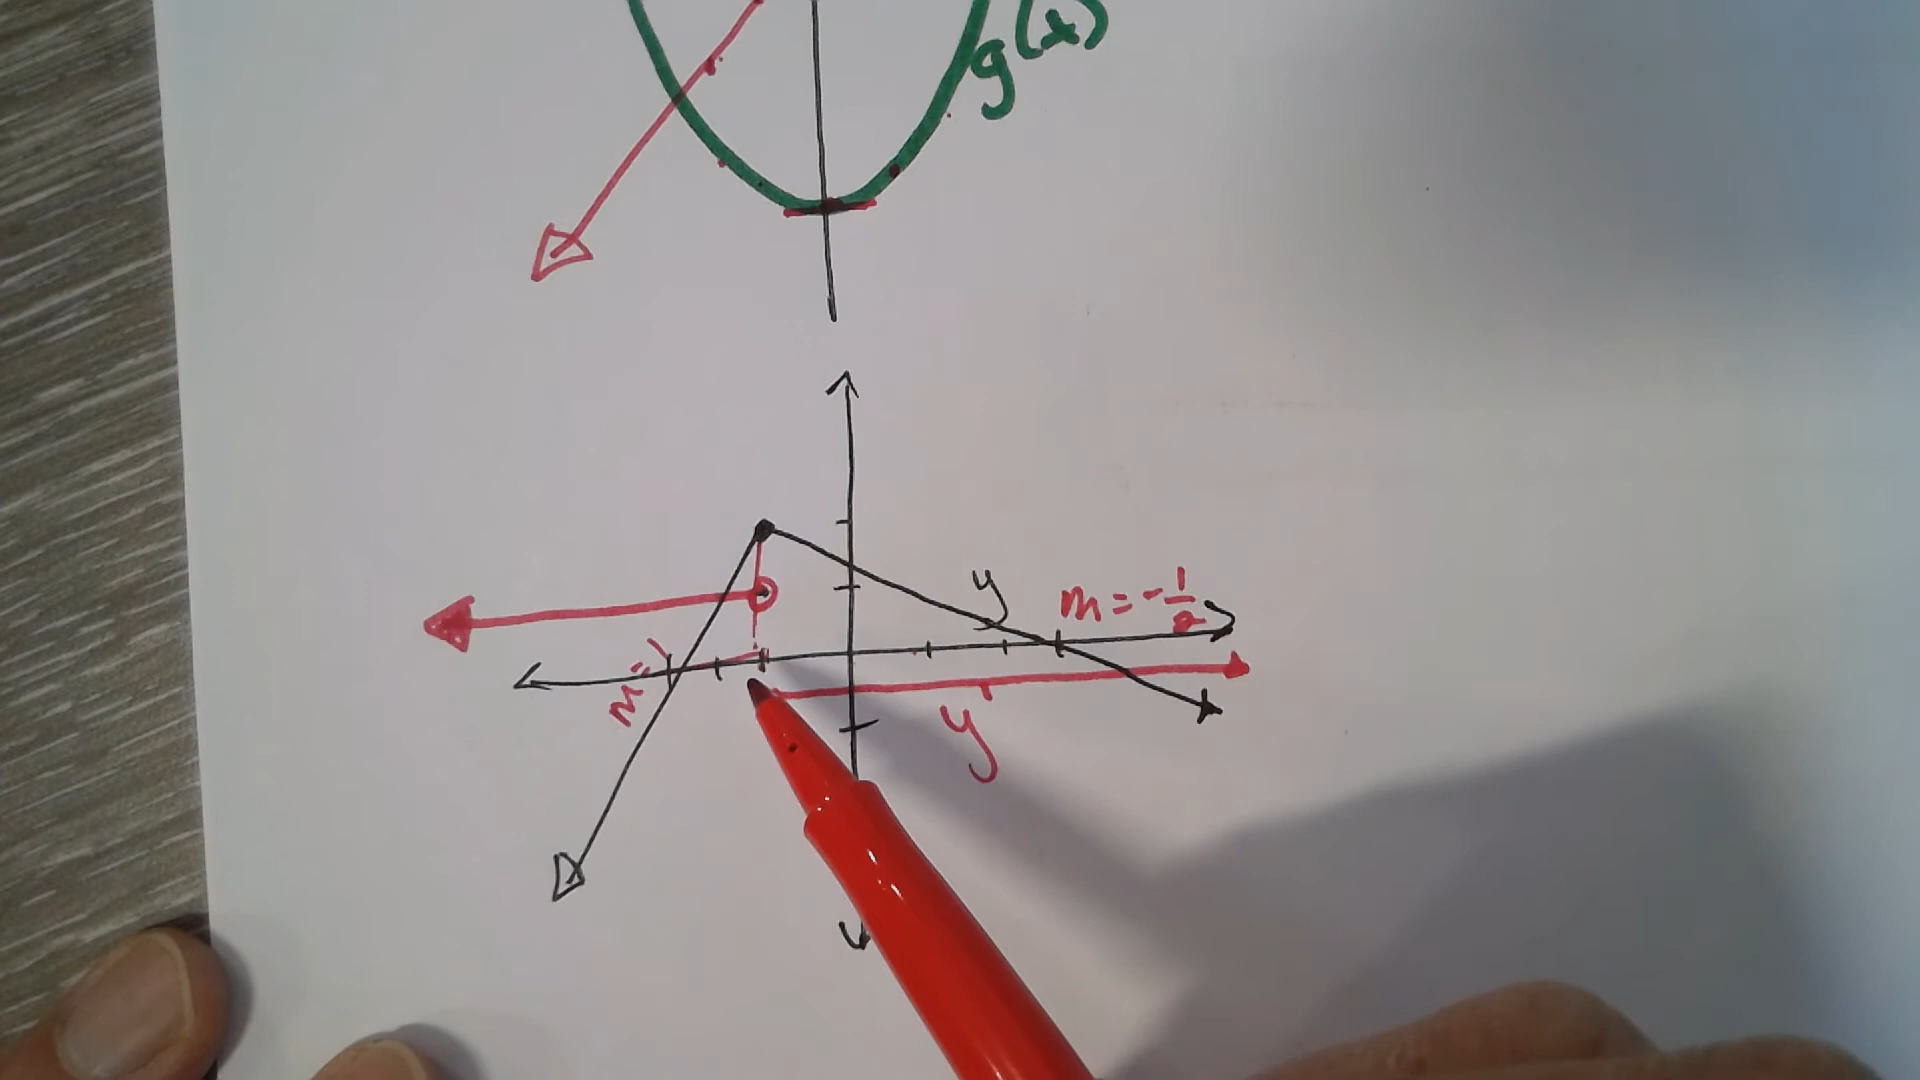 g(x)
y
m = -1/2
m = 1
y'